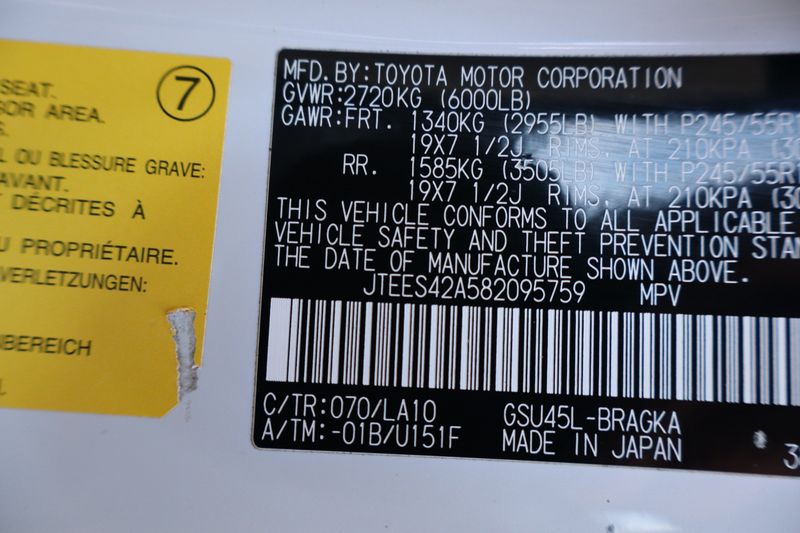 SEAT.
OR AREA.
S.
7
L OU BLESSURE GRAVE:
AVANT.
T DÉCRITES À
U PROPRIÉTAIRE.
VERLETZUNGEN:
BEREICH
MFD. BY: TOYOTA MOTOR CORPORATION
GVWR:2720KG (6000LB)
GAWR:FRT. 1340KG (2955LB) WITH P245/55R1
19X7 1/2J RIMS. AT 210KPA (30
RR. 1585KG (3505LB) WITH P245/55R1
19X7 1/2J RIMS. AT 210KPA (30
THIS VEHICLE CONFORMS TO ALL APPLICABLE
VEHICLE SAFETY AND THEFT PREVENTION STAN
THE DATE OF MANUFACTURE SHOWN ABOVE.
JTEES42A582095759 MPV
C/TR:070/LA10 GSU45L-BRAGKA
A/TM:-01B/U151F MADE IN JAPAN
3